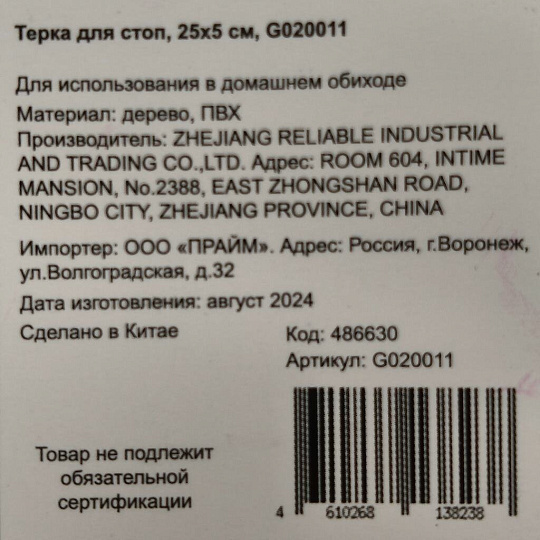 Терка для стоп, 25х5 см, G020011
Для использования в домашнем обиходе
Материал: дерево, ПВХ
Производитель: ZHEJIANG RELIABLE INDUSTRIAL
AND TRADING CO.,LTD. Адрес: ROOM 604, INTIME
MANSION, No.2388, EAST ZHONGSHAN ROAD,
NINGBO CITY, ZHEJIANG PROVINCE, CHINA
Импортер: ООО «ПРАЙМ». Адрес: Россия, г.Воронеж,
ул.Волгоградская, д.32
Дата изготовления: август 2024
Сделано в Китае
Код: 486630
Артикул: G020011
Товар не подлежит
обязательной
сертификации
4 610268 138238